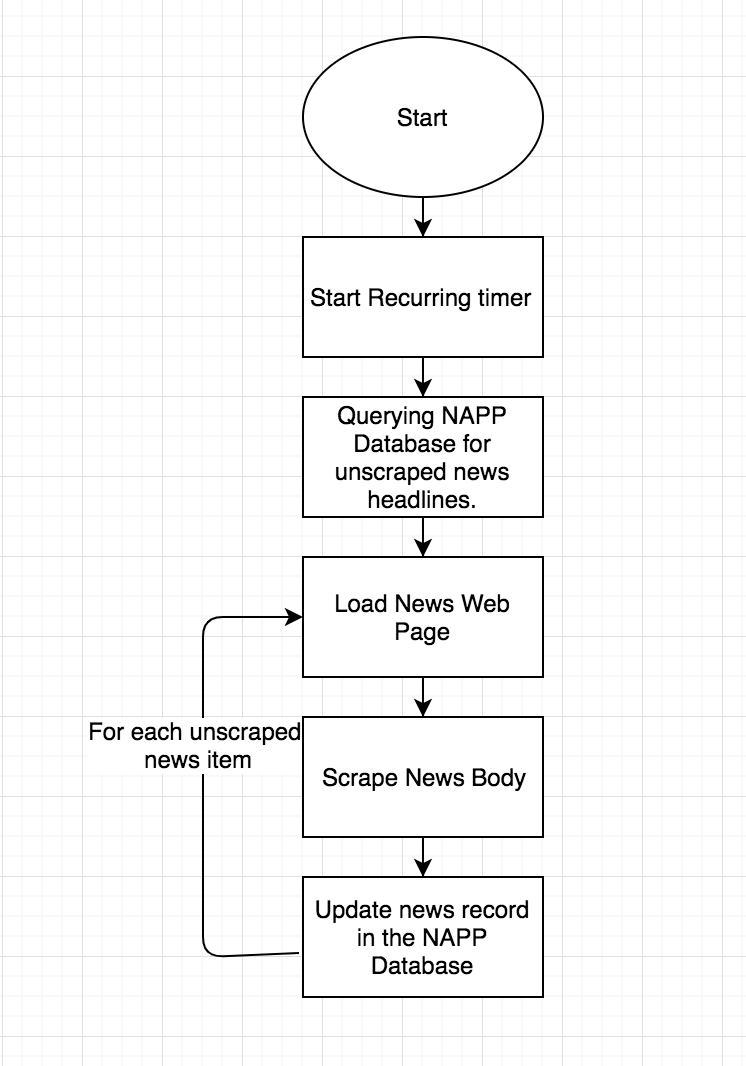 Start
Start Recurring timer
Querying NAPP
Database for
unscraped news
headlines.
Load News Web
Page
For each unscraped
news item
Scrape News Body
Update news record
in the NAPP
Database